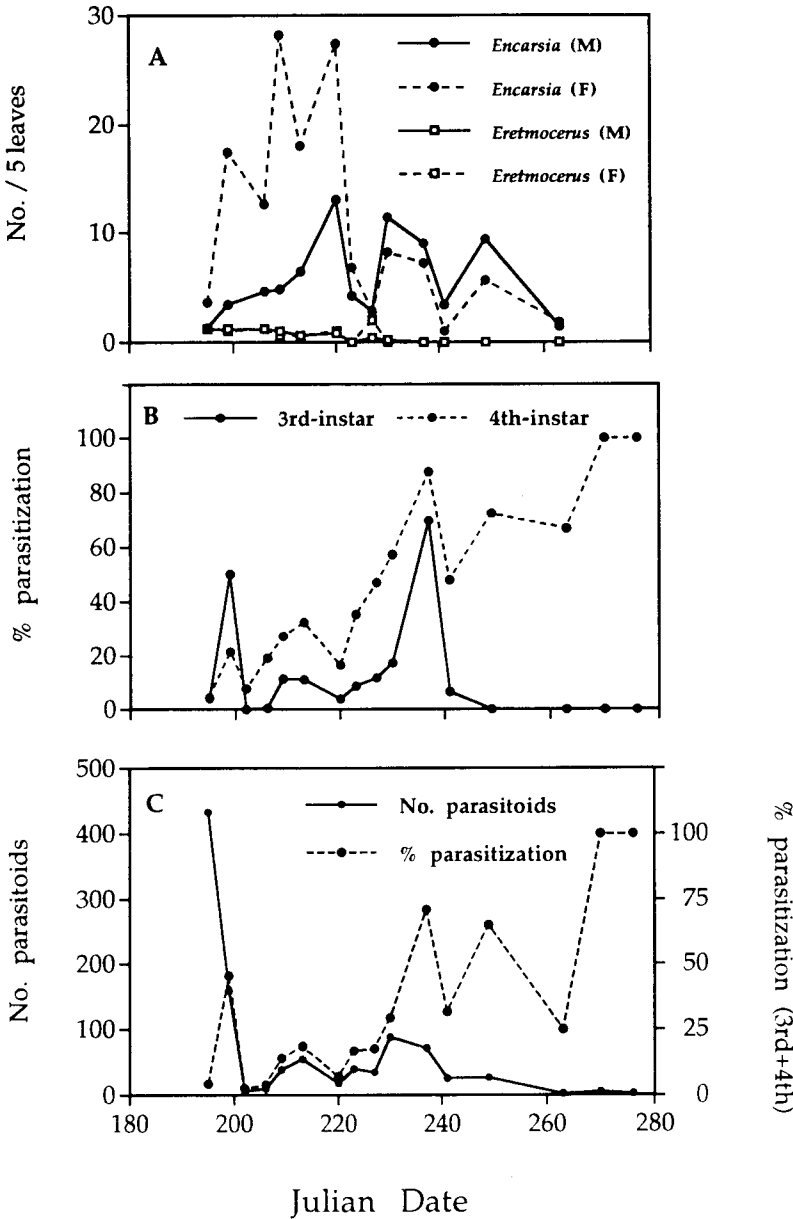 30
20
10
0
No. / 5 leaves
A
Encarsia (M)
Encarsia (F)
Eretmocerus (M)
Eretmocerus (F)
100
80
60
40
20
0
% parasitization
B 3rd-instar 4th-instar
500
400
300
200
100
0
No. parasitoids
C
No. parasitoids
% parasitization
100
75
50
25
0
% parasitization (3rd+4th)
180 200 220 240 260 280
Julian Date